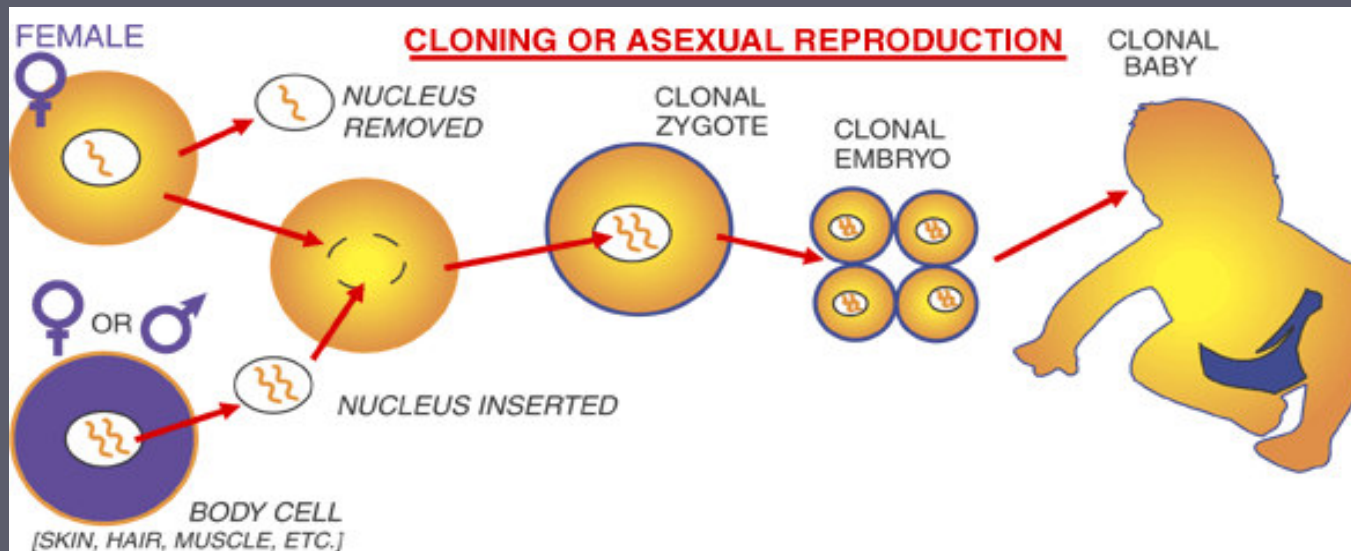 FEMALE
CLONING OR ASEXUAL REPRODUCTION
CLONAL
BABY
NUCLEUS
REMOVED
CLONAL
ZYGOTE
CLONAL
EMBRYO
OR
NUCLEUS INSERTED
BODY CELL
[SKIN, HAIR, MUSCLE, ETC.]